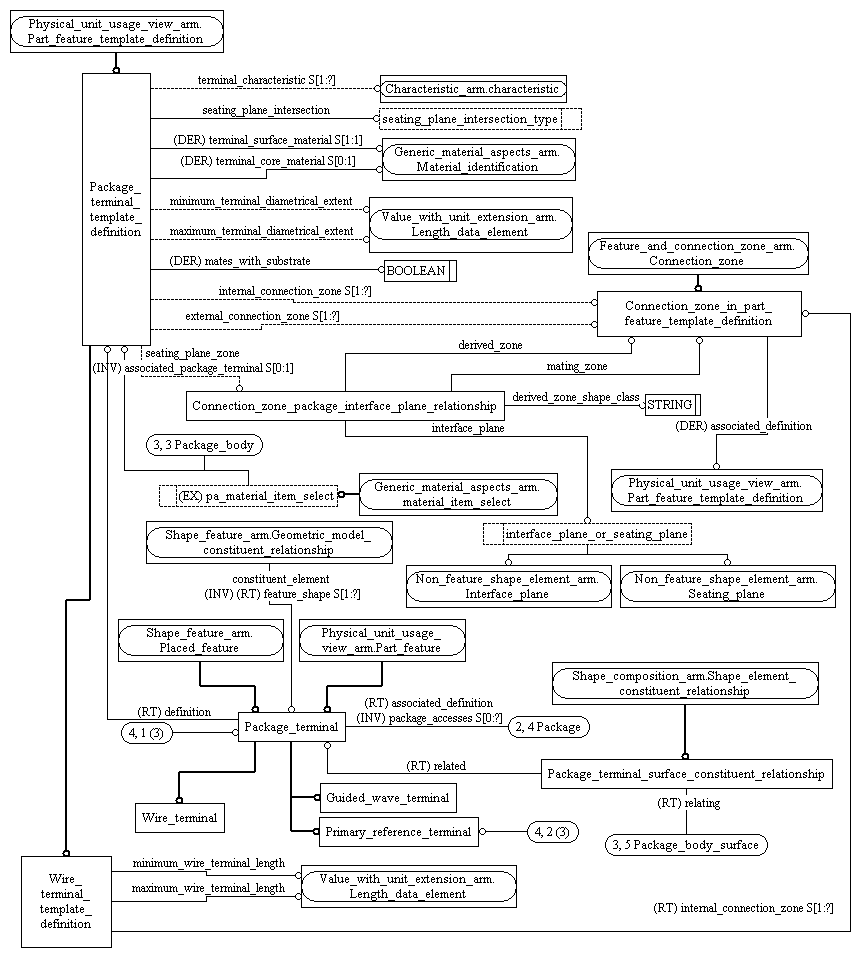 Physical_unit_usage_view_arm.
Part_feature_template_definition
terminal_characteristic S[1:?]
Characteristic_arm.characteristic
seating_plane_intersection
seating_plane_intersection_type
(DER) terminal_surface_material S[1:1]
(DER) terminal_core_material S[0:1]
Generic_material_aspects_arm.
Material_identification
Package_
terminal_
template_
definition
minimum_terminal_diametrical_extent
maximum_terminal_diametrical_extent
Value_with_unit_extension_arm.
Length_data_element
(DER) mates_with_substrate
BOOLEAN
Feature_and_connection_zone_arm.
Connection_zone
internal_connection_zone S[1:?]
external_connection_zone S[1:?]
Connection_zone_in_part_
feature_template_definition
seating_plane_zone
(INV) associated_package_terminal S[0:1]
derived_zone
mating_zone
Connection_zone_package_interface_plane_relationship
derived_zone_shape_class
STRING
interface_plane
(DER) associated_definition
3, 3 Package_body
Physical_unit_usage_view_arm.
Part_feature_template_definition
(EX) pa_material_item_select
Generic_material_aspects_arm.
material_item_select
Shape_feature_arm.Geometric_model_
constituent_relationship
interface_plane_or_seating_plane
constituent_element
(INV) (RT) feature_shape S[1:?]
Non_feature_shape_element_arm.
Interface_plane
Non_feature_shape_element_arm.
Seating_plane
Shape_feature_arm.
Placed_feature
Physical_unit_usage_
view_arm.Part_feature
Shape_composition_arm.Shape_element_
constituent_relationship
(RT) definition
4, 1 (3)
Package_terminal
(RT) associated_definition
(INV) package_accesses S[0:?]
2, 4 Package
(RT) related
Package_terminal_surface_constituent_relationship
Wire_terminal
Guided_wave_terminal
Primary_reference_terminal
4, 2 (3)
(RT) relating
3, 5 Package_body_surface
Wire_
terminal_
template_
definition
minimum_wire_terminal_length
maximum_wire_terminal_length
Value_with_unit_extension_arm.
Length_data_element
(RT) internal_connection_zone S[1:?]